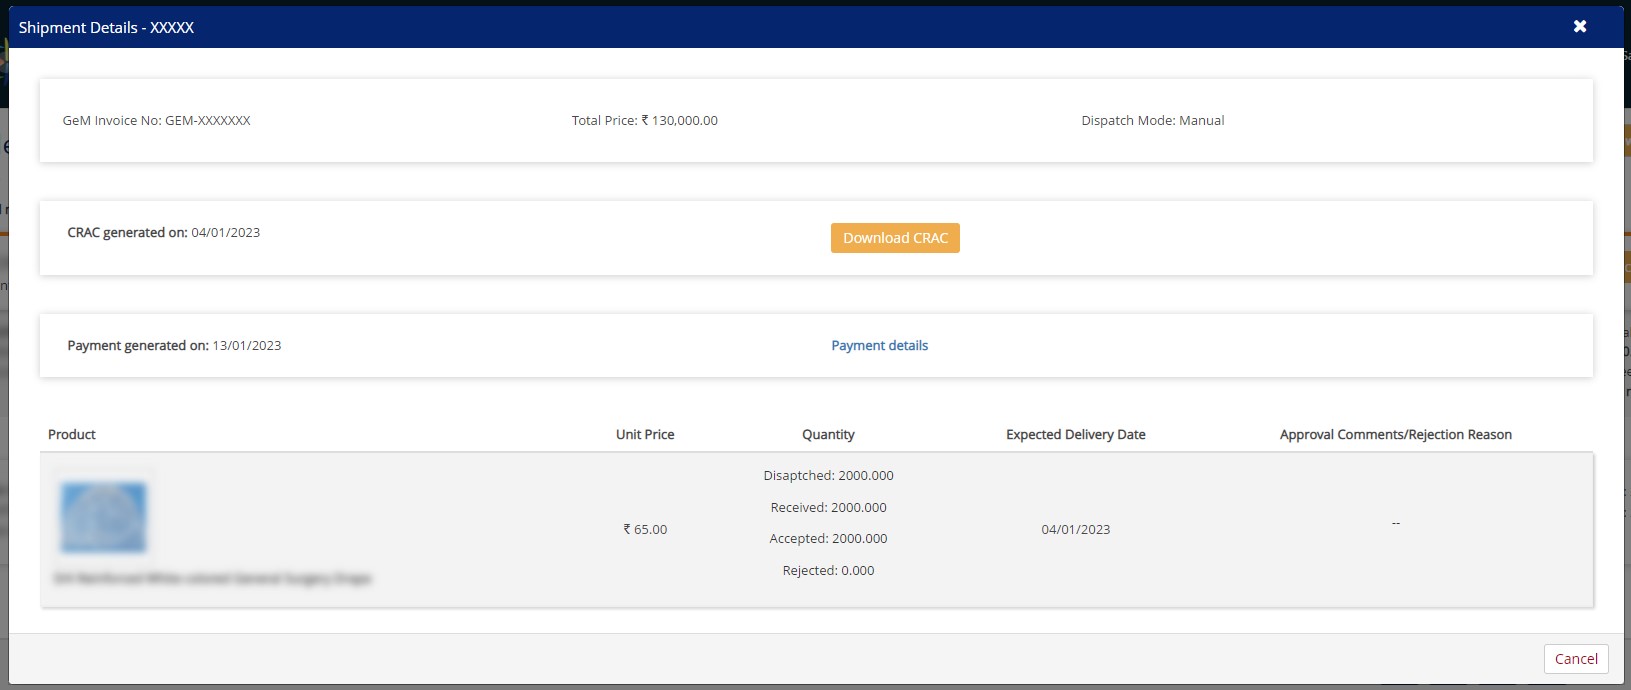 Shipment Details - XXXXX
GeM Invoice No: GEM-XXXXXXX
Total Price: ₹ 130,000.00
Dispatch Mode: Manual
CRAC generated on: 04/01/2023
Download CRAC
Payment generated on: 13/01/2023
Payment details
Product
Unit Price
Quantity
Expected Delivery Date
Approval Comments/Rejection Reason
Disaptched: 2000.000
Received: 2000.000
Accepted: 2000.000
Rejected: 0.000
₹ 65.00
04/01/2023
--
Cancel